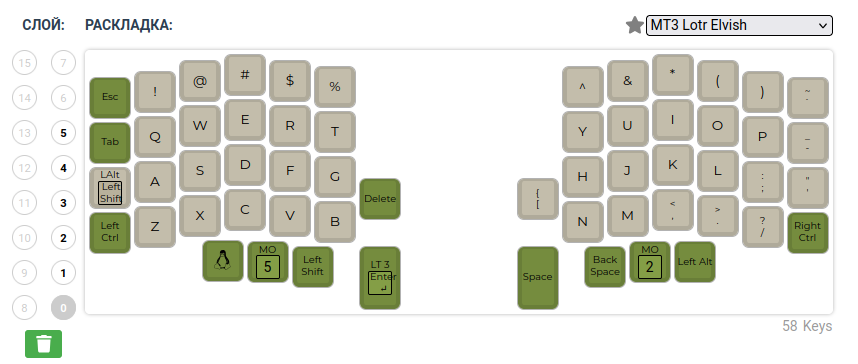 СЛОЙ: РАСКЛАДКА: MT3 Lotr Elvish
15 7
14 6
13 5
12 4
11 3
10 2
9 1
8 0
Esc ! @ # $ % ^ & * ( ) ~ `
Tab Q W E R T Y U I O P _ -
LAlt Left Shift A S D F G H J K L : ; " '
Left Ctrl Z X C V B Delete { [ N M < , > . ? / Right Ctrl
MO 5 Left Shift LT 3 Enter ↵ Space Back Space MO 2 Left Alt
58 Keys